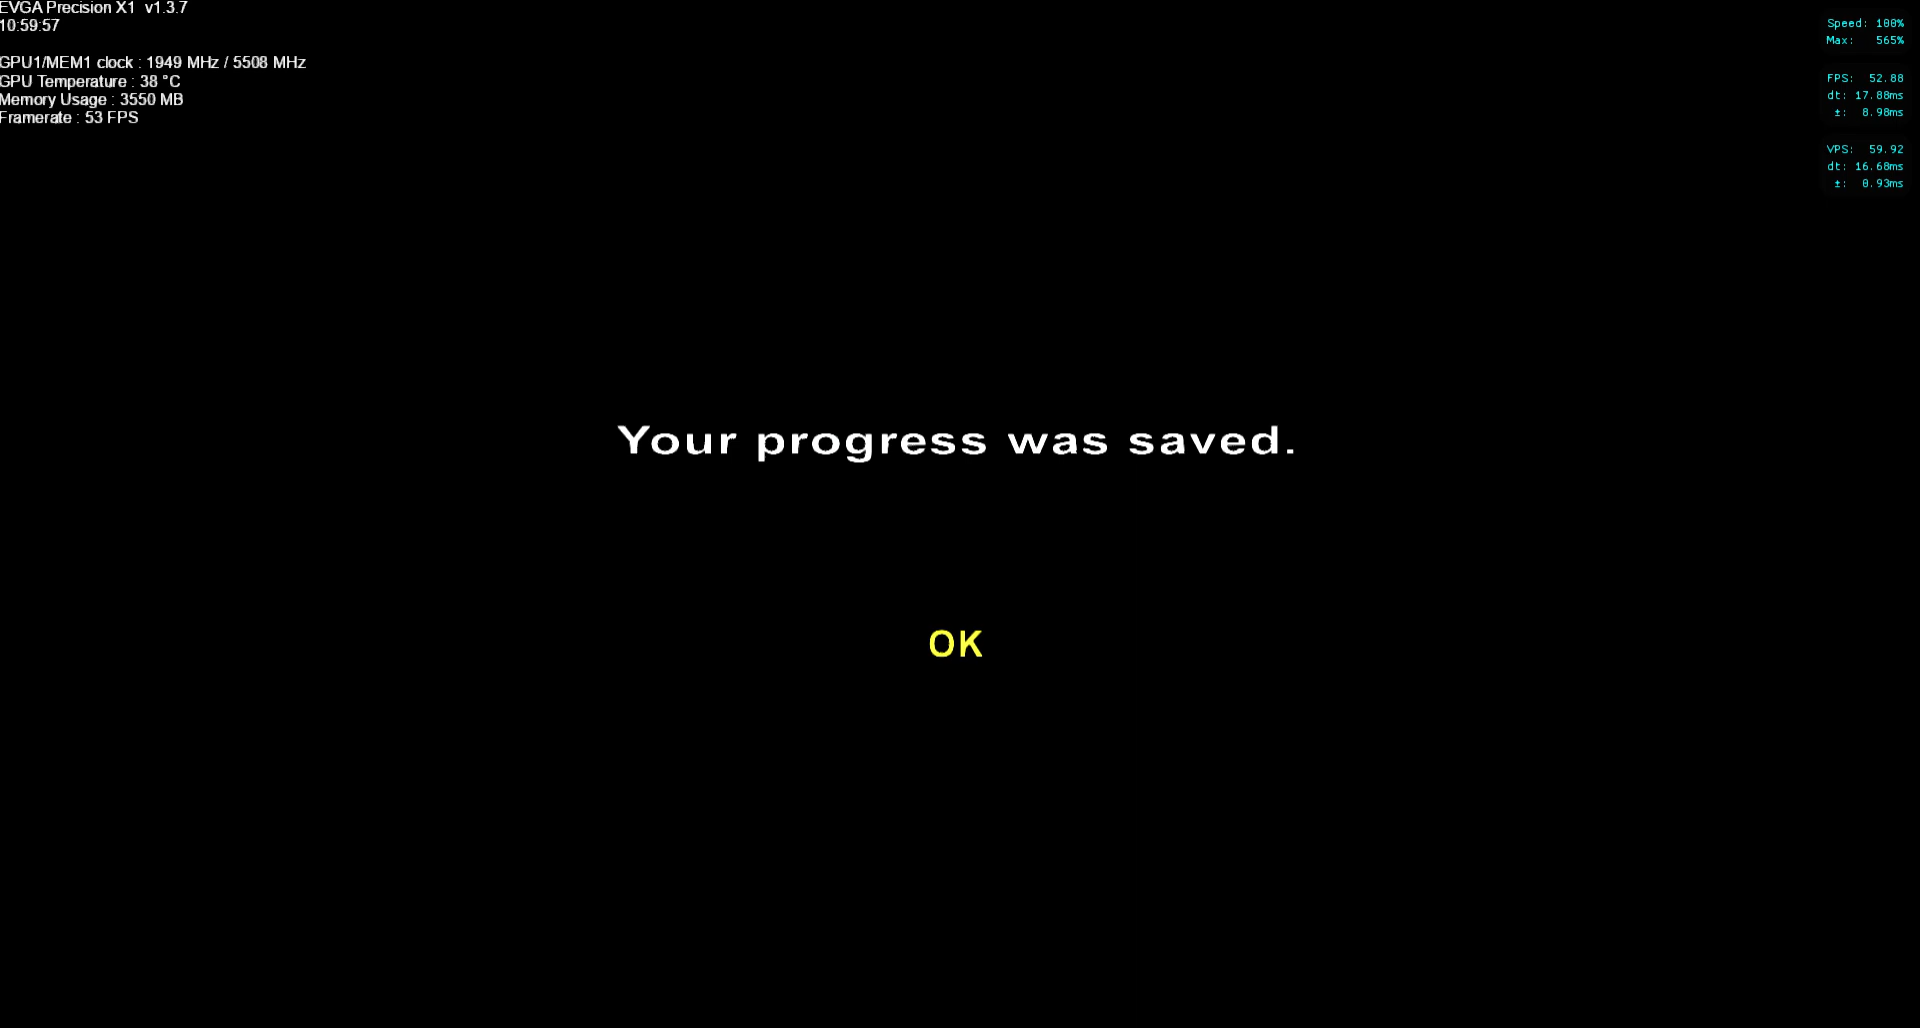 EVGA Precision X1 v1.3.7
10:59:57
GPU1/MEM1 clock : 1949 MHz / 5508 MHz
GPU Temperature : 38 °C
Memory Usage : 3550 MB
Framerate : 53 FPS
Speed: 100%
Max: 565%
FPS: 52.88
dt: 17.88ms
±: 8.98ms
VPS: 59.92
dt: 16.68ms
±: 0.93ms
Your progress was saved.
OK